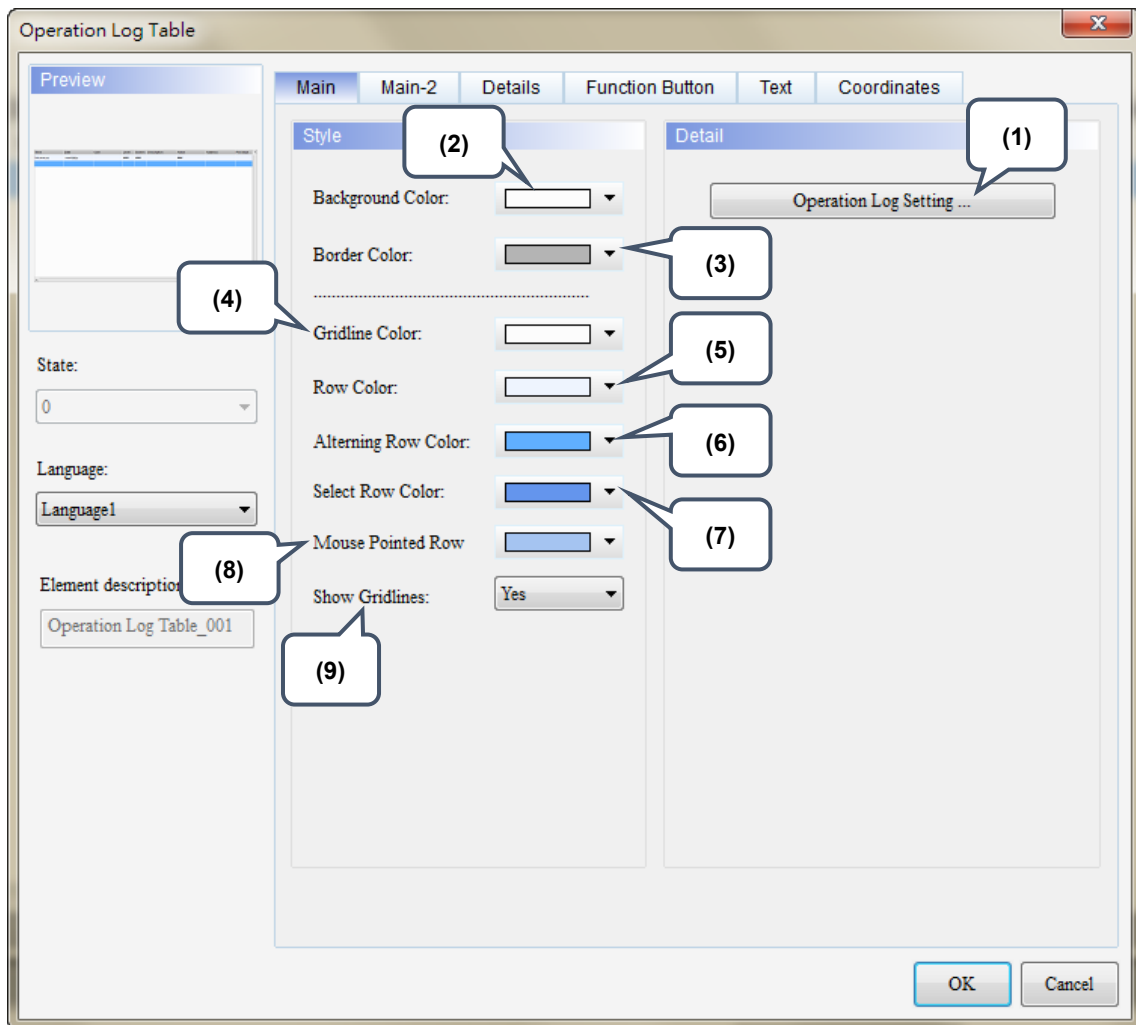 Operation Log Table
X
Preview
Main Main-2 Details Function Button Text Coordinates
Style
Detail
(1)
(2)
Background Color:
Operation Log Setting ...
Border Color:
(3)
(4)
Gridline Color:
(5)
Row Color:
Alterning Row Color:
(6)
Select Row Color:
(7)
Mouse Pointed Row
(8)
Show Gridlines:
Yes
(9)
State:
0
Language:
Language1
Element description
Operation Log Table_001
OK
Cancel